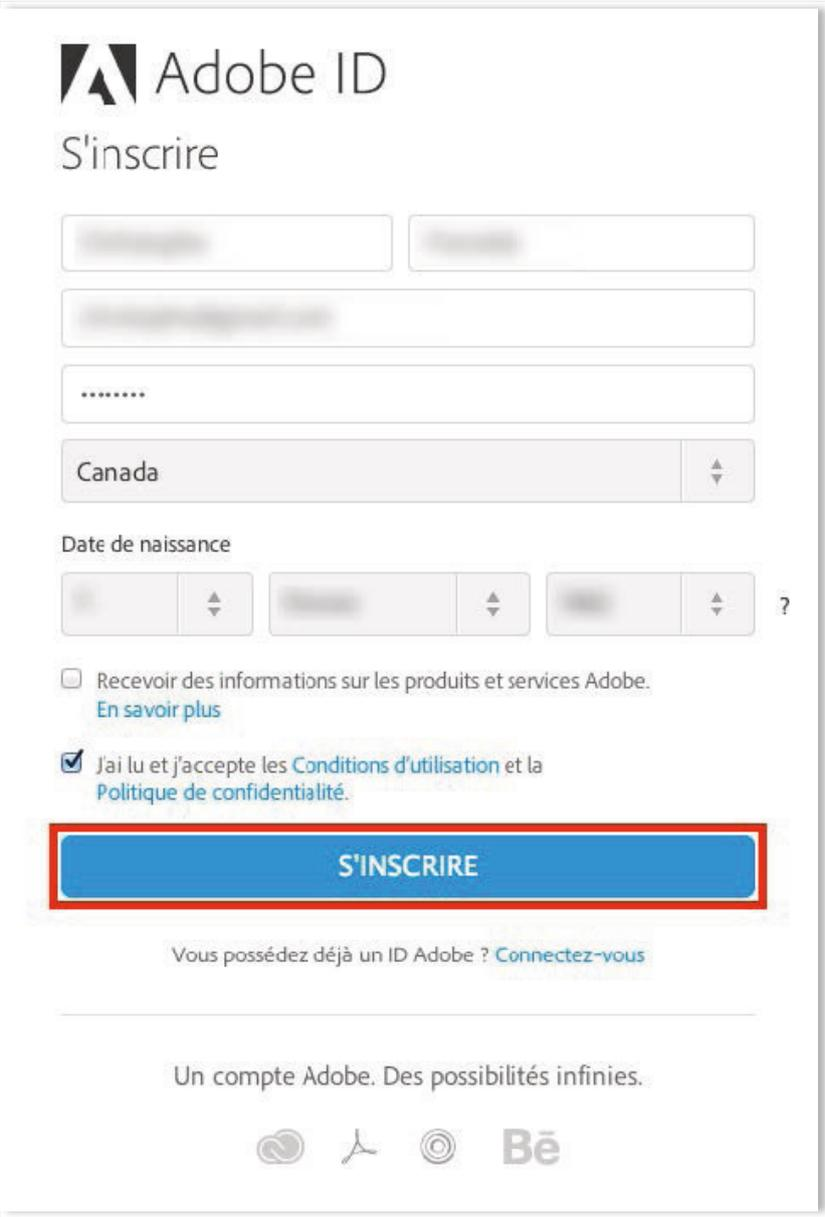 Adobe ID
S'inscrire
········
Canada
Date de naissance
?
Recevoir des informations sur les produits et services Adobe.
En savoir plus
J'ai lu et j'accepte les Conditions d'utilisation et la
Politique de confidentialité.
S'INSCRIRE
Vous possédez déjà un ID Adobe ? Connectez-vous
Un compte Adobe. Des possibilités infinies.
Bē